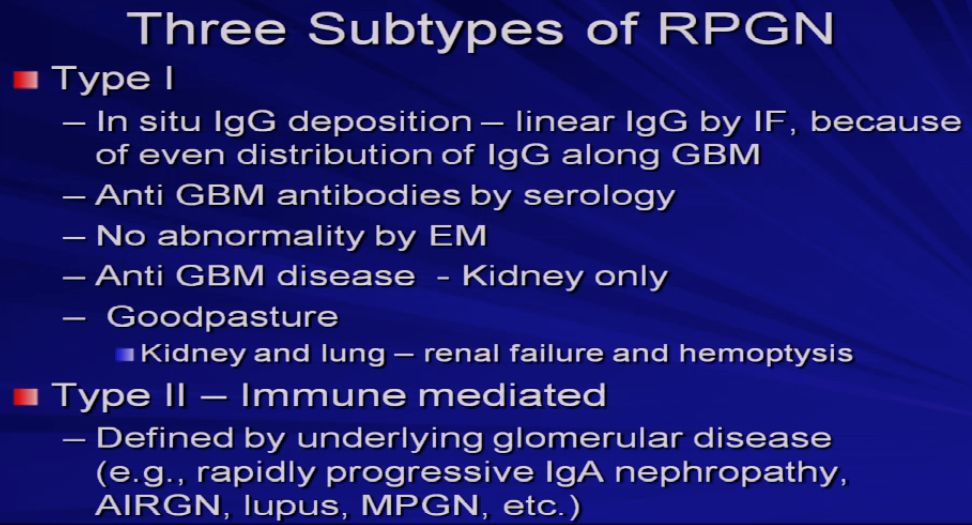 Three Subtypes of RPGN
Type I
– In situ IgG deposition – linear IgG by IF, because
of even distribution of IgG along GBM
– Anti GBM antibodies by serology
– No abnormality by EM
– Anti GBM disease - Kidney only
– Goodpasture
Kidney and lung – renal failure and hemoptysis
Type II – Immune mediated
– Defined by underlying glomerular disease
(e.g., rapidly progressive IgA nephropathy,
AIRGN, lupus, MPGN, etc.)